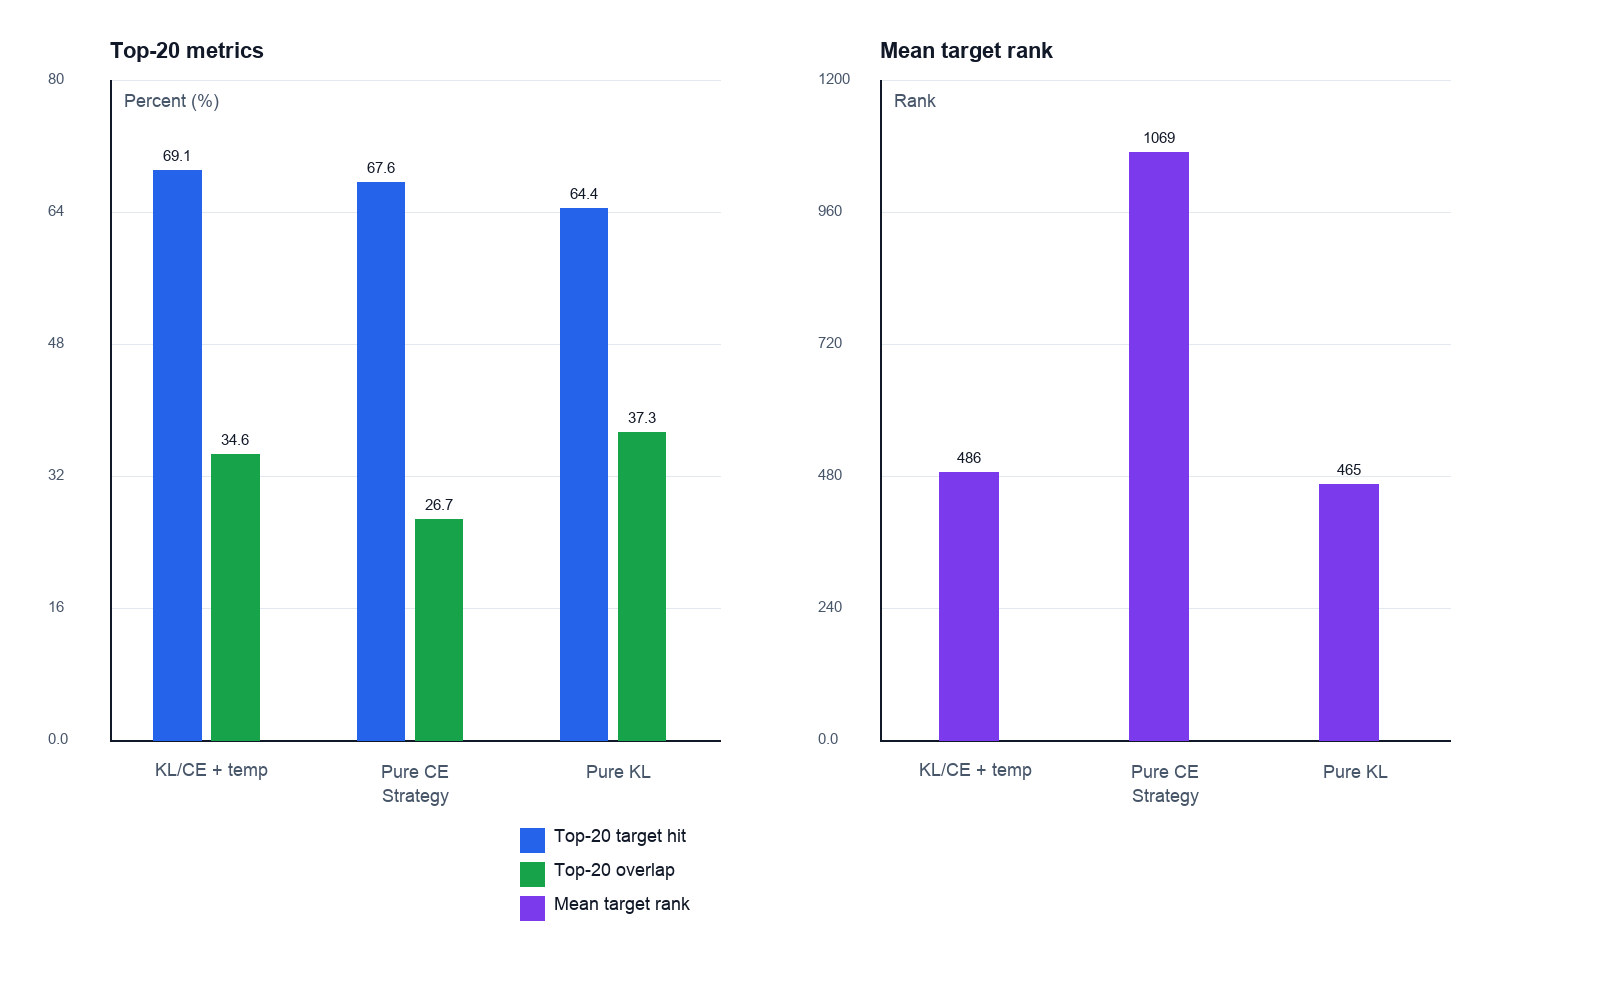 Top-20 metrics
80
Percent (%)
69.1
67.6
64.4
64
48
37.3
34.6
32
26.7
16
0.0
KL/CE + temp
Pure CE
Strategy
Pure KL
Mean target rank
1200
Rank
1069
960
720
486
480
465
240
0.0
KL/CE + temp
Pure CE
Strategy
Pure KL
Top-20 target hit
Top-20 overlap
Mean target rank